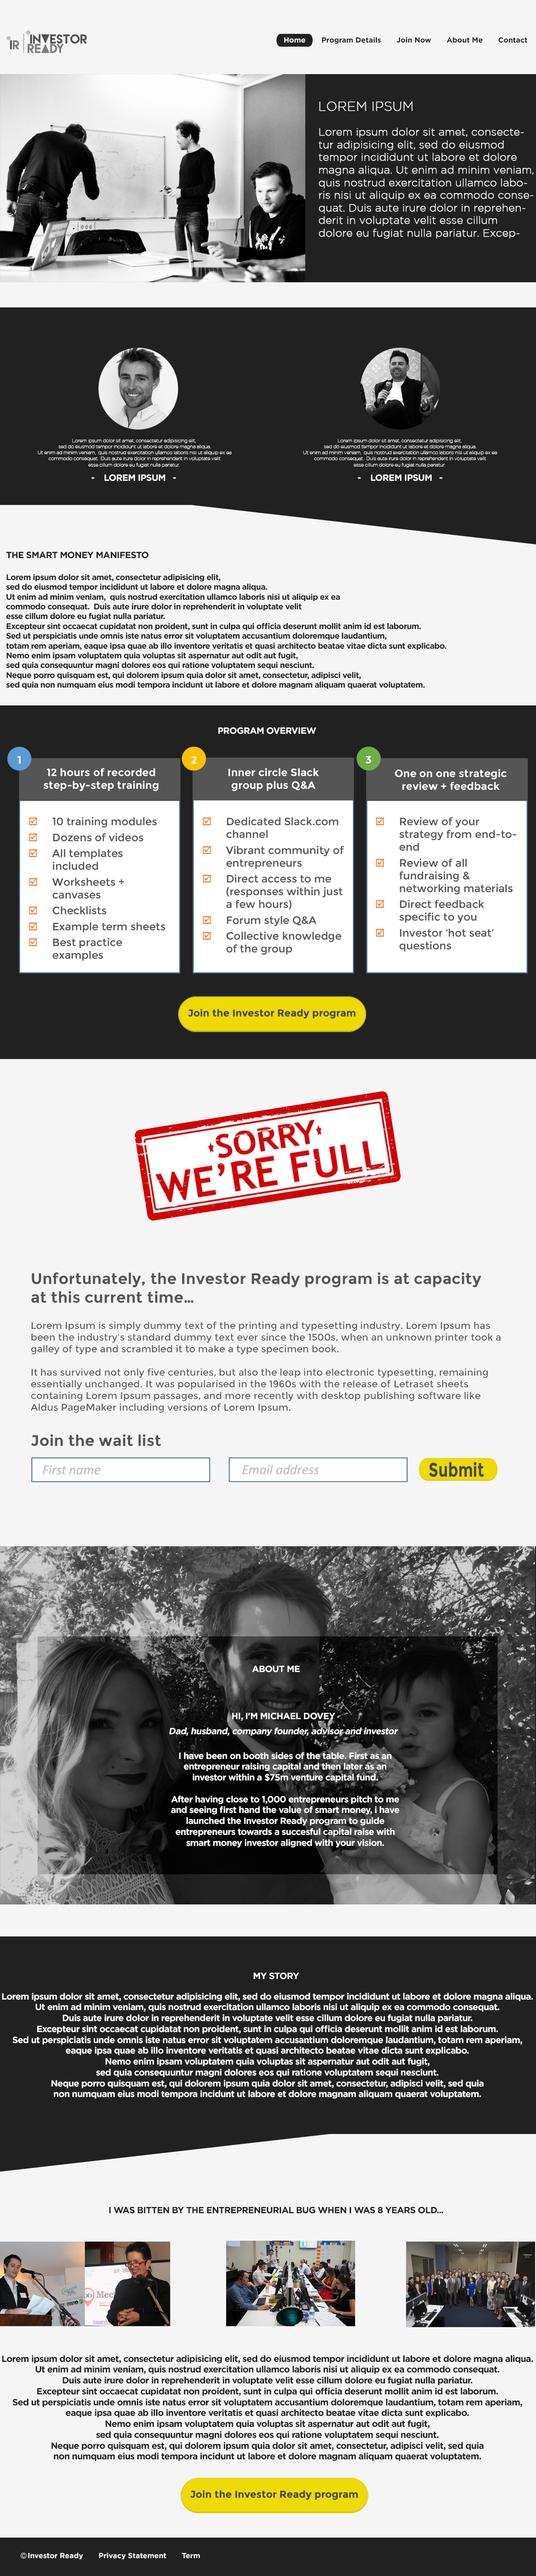 IR INVESTOR
READY
Home Program Details Join Now About Me Contact
LOREM IPSUM
Lorem ipsum dolor sit amet, consecte-
tur adipisicing elit, sed do eiusmod
tempor incididunt ut labore et dolore
magna aliqua. Ut enim ad minim veniam,
quis nostrud exercitation ullamco labo-
ris nisi ut aliquip ex ea commodo conse-
quat. Duis aute irure dolor in reprehen-
derit in voluptate velit esse cillum
dolore eu fugiat nulla pariatur. Excep-
Lorem ipsum dolor sit amet, consectetur adipisicing elit,
sed do eiusmod tempor incididunt ut labore et dolore magna aliqua.
Ut enim ad minim veniam, quis nostrud exercitation ullamco laboris nisi ut aliquip ex ea
commodo consequat. Duis aute irure dolor in reprehenderit in voluptate velit
esse cillum dolore eu fugiat nulla pariatur.
- LOREM IPSUM -
Lorem ipsum dolor sit amet, consectetur adipisicing elit,
sed do eiusmod tempor incididunt ut labore et dolore magna aliqua.
Ut enim ad minim veniam, quis nostrud exercitation ullamco laboris nisi ut aliquip ex ea
commodo consequat. Duis aute irure dolor in reprehenderit in voluptate velit
esse cillum dolore eu fugiat nulla pariatur.
- LOREM IPSUM -
THE SMART MONEY MANIFESTO
Lorem ipsum dolor sit amet, consectetur adipisicing elit,
sed do eiusmod tempor incididunt ut labore et dolore magna aliqua.
Ut enim ad minim veniam, quis nostrud exercitation ullamco laboris nisi ut aliquip ex ea
commodo consequat. Duis aute irure dolor in reprehenderit in voluptate velit
esse cillum dolore eu fugiat nulla pariatur.
Excepteur sint occaecat cupidatat non proident, sunt in culpa qui officia deserunt mollit anim id est laborum.
Sed ut perspiciatis unde omnis iste natus error sit voluptatem accusantium doloremque laudantium,
totam rem aperiam, eaque ipsa quae ab illo inventore veritatis et quasi architecto beatae vitae dicta sunt explicabo.
Nemo enim ipsam voluptatem quia voluptas sit aspernatur aut odit aut fugit,
sed quia consequuntur magni dolores eos qui ratione voluptatem sequi nesciunt.
Neque porro quisquam est, qui dolorem ipsum quia dolor sit amet, consectetur, adipisci velit,
sed quia non numquam eius modi tempora incidunt ut labore et dolore magnam aliquam quaerat voluptatem.
PROGRAM OVERVIEW
1
12 hours of recorded
step-by-step training
10 training modules
Dozens of videos
All templates
included
Worksheets +
canvases
Checklists
Example term sheets
Best practice
examples
2
Inner circle Slack
group plus Q&A
Dedicated Slack.com
channel
Vibrant community of
entrepreneurs
Direct access to me
(responses within just
a few hours)
Forum style Q&A
Collective knowledge
of the group
3
One on one strategic
review + feedback
Review of your
strategy from end-to-
end
Review of all
fundraising &
networking materials
Direct feedback
specific to you
Investor ‘hot seat’
questions
Join the Investor Ready program
SORRY
WE'RE FULL
Unfortunately, the Investor Ready program is at capacity
at this current time...
Lorem Ipsum is simply dummy text of the printing and typesetting industry. Lorem Ipsum has
been the industry's standard dummy text ever since the 1500s, when an unknown printer took a
galley of type and scrambled it to make a type specimen book.
It has survived not only five centuries, but also the leap into electronic typesetting, remaining
essentially unchanged. It was popularised in the 1960s with the release of Letraset sheets
containing Lorem Ipsum passages, and more recently with desktop publishing software like
Aldus PageMaker including versions of Lorem Ipsum.
Join the wait list
First name Email address Submit
ABOUT ME
HI, I'M MICHAEL DOVEY
Dad, husband, company founder, advisor and investor
I have been on booth sides of the table. First as an
entrepreneur raising capital and then later as an
investor within a $75m venture capital fund.
After having close to 1,000 entrepreneurs pitch to me
and seeing first hand the value of smart money, i have
launched the Investor Ready program to guide
entrepreneurs towards a succesful capital raise with
smart money investor aligned with your vision.
MY STORY
Lorem ipsum dolor sit amet, consectetur adipisicing elit, sed do eiusmod tempor incididunt ut labore et dolore magna aliqua.
Ut enim ad minim veniam, quis nostrud exercitation ullamco laboris nisi ut aliquip ex ea commodo consequat.
Duis aute irure dolor in reprehenderit in voluptate velit esse cillum dolore eu fugiat nulla pariatur.
Excepteur sint occaecat cupidatat non proident, sunt in culpa qui officia deserunt mollit anim id est laborum.
Sed ut perspiciatis unde omnis iste natus error sit voluptatem accusantium doloremque laudantium, totam rem aperiam,
eaque ipsa quae ab illo inventore veritatis et quasi architecto beatae vitae dicta sunt explicabo.
Nemo enim ipsam voluptatem quia voluptas sit aspernatur aut odit aut fugit,
sed quia consequuntur magni dolores eos qui ratione voluptatem sequi nesciunt.
Neque porro quisquam est, qui dolorem ipsum quia dolor sit amet, consectetur, adipisci velit, sed quia
non numquam eius modi tempora incidunt ut labore et dolore magnam aliquam quaerat voluptatem.
I WAS BITTEN BY THE ENTREPRENEURIAL BUG WHEN I WAS 8 YEARS OLD...
Lorem ipsum dolor sit amet, consectetur adipisicing elit, sed do eiusmod tempor incididunt ut labore et dolore magna aliqua.
Ut enim ad minim veniam, quis nostrud exercitation ullamco laboris nisi ut aliquip ex ea commodo consequat.
Duis aute irure dolor in reprehenderit in voluptate velit esse cillum dolore eu fugiat nulla pariatur.
Excepteur sint occaecat cupidatat non proident, sunt in culpa qui officia deserunt mollit anim id est laborum.
Sed ut perspiciatis unde omnis iste natus error sit voluptatem accusantium doloremque laudantium, totam rem aperiam,
eaque ipsa quae ab illo inventore veritatis et quasi architecto beatae vitae dicta sunt explicabo.
Nemo enim ipsam voluptatem quia voluptas sit aspernatur aut odit aut fugit,
sed quia consequuntur magni dolores eos qui ratione voluptatem sequi nesciunt.
Neque porro quisquam est, qui dolorem ipsum quia dolor sit amet, consectetur, adipisci velit, sed quia
non numquam eius modi tempora incidunt ut labore et dolore magnam aliquam quaerat voluptatem.
Join the Investor Ready program
©Investor Ready Privacy Statement Term